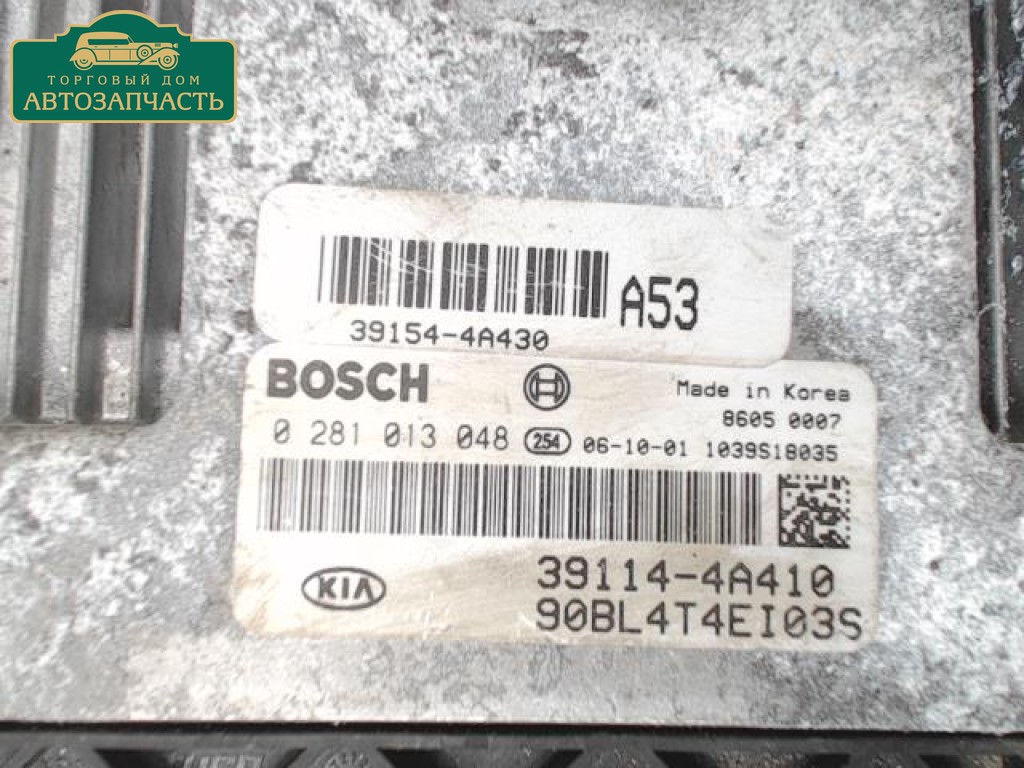 ТОРГОВЫЙ ДОМ
АВТОЗАПЧАСТЬ
A53
39154-4A430
BOSCH
Made in Korea
8605 0007
0 281 013 048 254 06-10-01 1039S18035
KIA
39114-4A410
90BL4T4EI03S